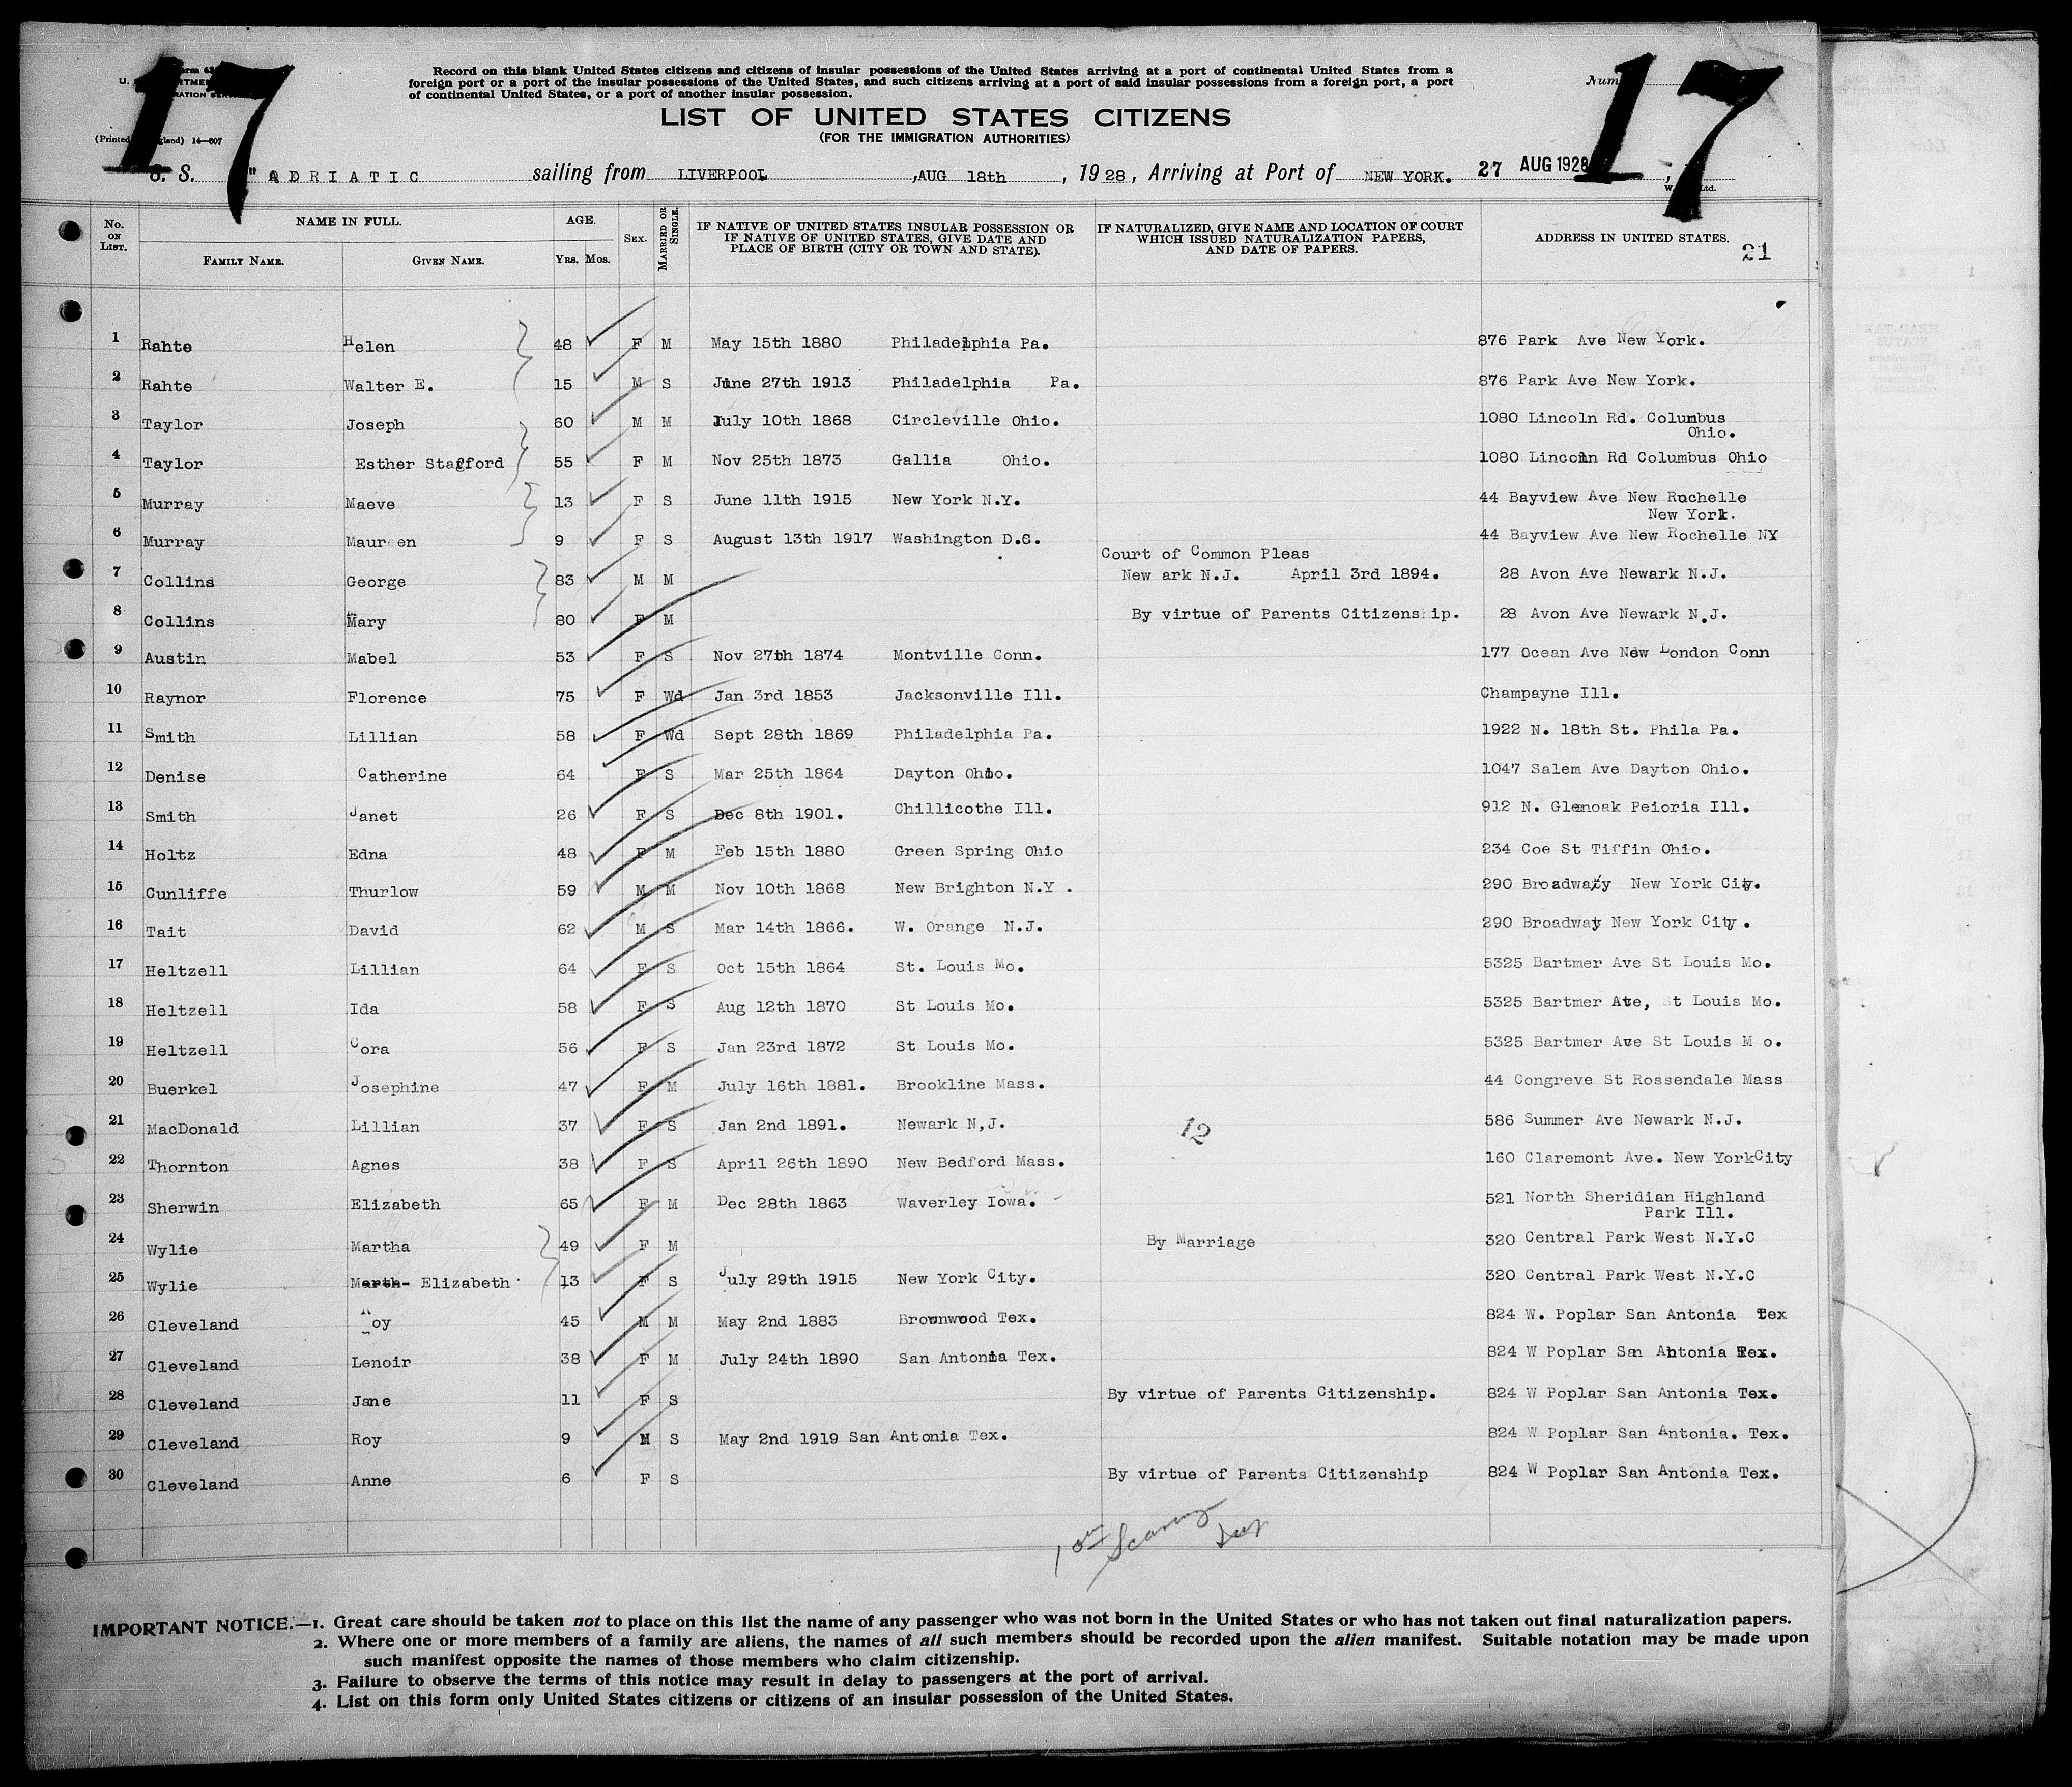 17
17
Record on this blank United States citizens and citizens of insular possessions of the United States arriving at a port of continental United States from a
foreign port or a port of the insular possessions of the United States, and such citizens arriving at a port of said insular possessions from a foreign port, a port
of continental United States, or a port of another insular possession.
LIST OF UNITED STATES CITIZENS
(FOR THE IMMIGRATION AUTHORITIES)
(Printed 14—607
S. S. "ADRIATIC sailing from LIVERPOOL ,AUG 18th , 1928, Arriving at Port of NEW YORK. 27 AUG 1928
No. ON LIST. NAME IN FULL. AGE. SEX. MARRIED OR SINGLE. IF NATIVE OF UNITED STATES INSULAR POSSESSION OR IF NATIVE OF UNITED STATES, GIVE DATE AND PLACE OF BIRTH (CITY OR TOWN AND STATE). IF NATURALIZED, GIVE NAME AND LOCATION OF COURT WHICH ISSUED NATURALIZATION PAPERS, AND DATE OF PAPERS. ADDRESS IN UNITED STATES. 21
FAMILY NAME. GIVEN NAME. YRS. MOS.
1 Rahte Helen 48 F M May 15th 1880 Philadelphia Pa. 876 Park Ave New York.
2 Rahte Walter E. 15 M S June 27th 1913 Philadelphia Pa. 876 Park Ave New York.
3 Taylor Joseph 60 M M July 10th 1868 Circleville Ohio. 1080 Lincoln Rd. Columbus
Ohio.
4 Taylor Esther Stafford 55 F M Nov 25th 1873 Gallia Ohio. 1080 Lincoln Rd Columbus Ohio
5 Murray Maeve 13 F S June 11th 1915 New York N.Y. 44 Bayview Ave New Rochelle
New York.
6 Murray Maureen 9 F S August 13th 1917 Washington D.C. 44 Bayview Ave New Rochelle NY
Court of Common Pleas
7 Collins George 83 M M New ark N.J. April 3rd 1894. 28 Avon Ave Newark N.J.
8 Collins Mary 80 F M By virtue of Parents Citizenship. 28 Avon Ave Newark N.J.
9 Austin Mabel 53 F S Nov 27th 1874 Montville Conn. 177 Ocean Ave New London Conn
10 Raynor Florence 75 F Wd Jan 3rd 1853 Jacksonville Ill. Champayne Ill.
11 Smith Lillian 58 F Wd Sept 28th 1869 Philadelphia Pa. 1922 N. 18th St. Phila Pa.
12 Denise Catherine 64 F S Mar 25th 1864 Dayton Ohio. 1047 Salem Ave Dayton Ohio.
13 Smith Janet 26 F S Dec 8th 1901. Chillicothe Ill. 912 N. Glenoak Peioria Ill.
14 Holtz Edna 48 F M Feb 15th 1880 Green Spring Ohio 234 Coe St Tiffin Ohio.
15 Cunliffe Thurlow 59 M M Nov 10th 1868 New Brighton N.Y . 290 Broadway New York City.
16 Tait David 62 M S Mar 14th 1866. W. Orange N.J. 290 Broadway New York City.
17 Heltzell Lillian 64 F S Oct 15th 1864 St. Louis Mo. 5325 Bartmer Ave St Louis Mo.
18 Heltzell Ida 58 F S Aug 12th 1870 St Louis Mo. 5325 Bartmer Ave, St Louis Mo.
19 Heltzell Cora 56 F S Jan 23rd 1872 St Louis Mo. 5325 Bartmer Ave St Louis M o.
20 Buerkel Josephine 47 F M July 16th 1881. Brookline Mass. 44 Congreve St Rossendale Mass
21 MacDonald Lillian 37 F S Jan 2nd 1891. Newark N,J. 12 586 Summer Ave Newark N.J.
22 Thornton Agnes 38 F S April 26th 1890 New Bedford Mass. 160 Claremont Ave. New YorkCity
23 Sherwin Elizabeth 65 F M Dec 28th 1863 Waverley Iowa. 521 North Sheridian Highland
Park Ill.
24 Wylie Martha 49 F M By Marriage 320 Central Park West N.Y.C
25 Wylie Marth- Elizabeth 13 F S July 29th 1915 New York City. 320 Central Park West N.Y.C
26 Cleveland Roy 45 M M May 2nd 1883 Brownwood Tex. 824 W. Poplar San Antonia Tex
27 Cleveland Lenoir 38 F M July 24th 1890 San Antonia Tex. 824 W Poplar San Antonia Tex.
28 Cleveland Jane 11 F S By virtue of Parents Citizenship. 824 W Poplar San Antonia Tex.
29 Cleveland Roy 9 M S May 2nd 1919 San Antonia Tex. 824 W Poplar San Antonia. Tex.
30 Cleveland Anne 6 F S By virtue of Parents Citizenship 824 W Poplar San Antonia Tex.
IMPORTANT NOTICE.—1. Great care should be taken not to place on this list the name of any passenger who was not born in the United States or who has not taken out final naturalization papers.
2. Where one or more members of a family are aliens, the names of all such members should be recorded upon the alien manifest. Suitable notation may be made upon
such manifest opposite the names of those members who claim citizenship.
3. Failure to observe the terms of this notice may result in delay to passengers at the port of arrival.
4. List on this form only United States citizens or citizens of an insular possession of the United States.